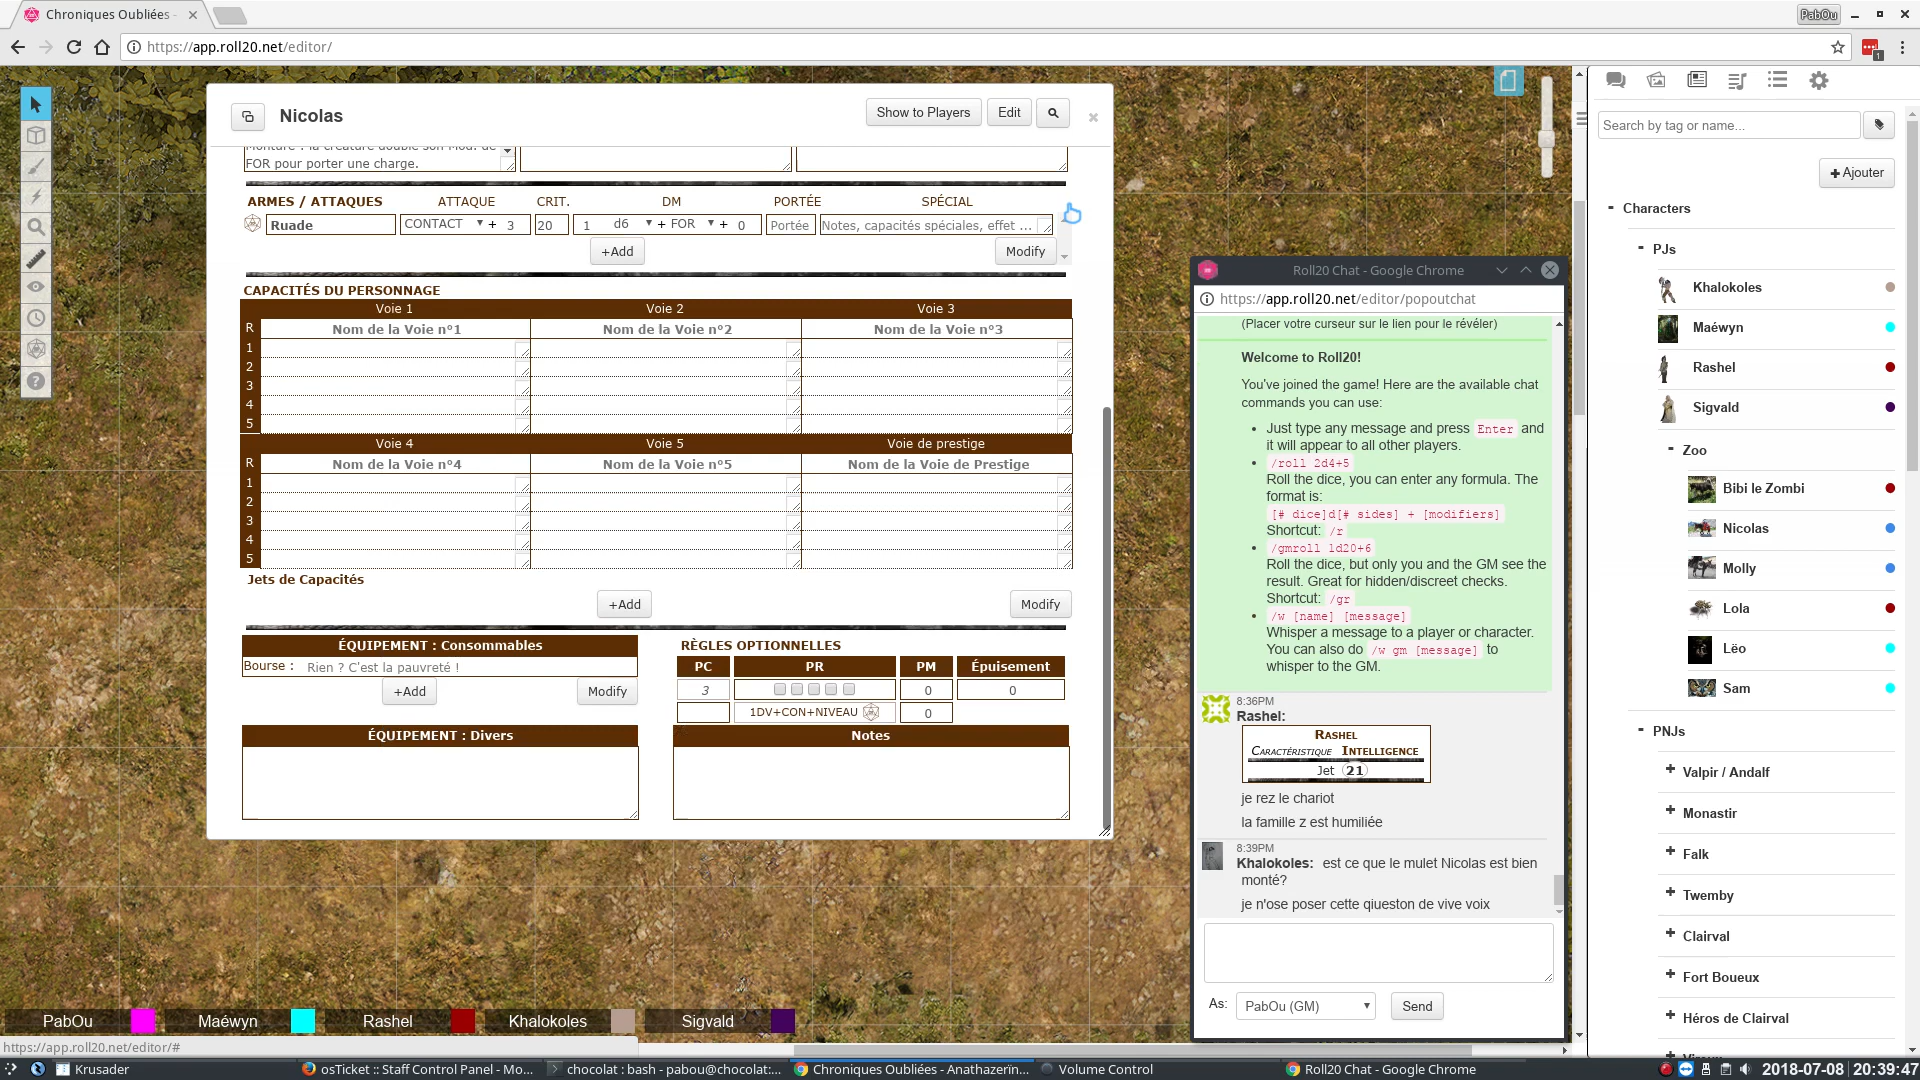 Chroniques Oubliées -
PabOu
https://app.roll20.net/editor/
1
Nicolas
Show to Players
Edit
Monture : la créature double son Mod. de
FOR pour porter une charge.
ARMES / ATTAQUES ATTAQUE CRIT. DM PORTÉE SPÉCIAL
Ruade CONTACT + 3 20 1 d6 + FOR + 0 Portée Notes, capacités spéciales, effet ...
+Add Modify
CAPACITÉS DU PERSONNAGE
Voie 1 Voie 2 Voie 3
R Nom de la Voie n°1 Nom de la Voie n°2 Nom de la Voie n°3
1
2
3
4
5
Voie 4 Voie 5 Voie de prestige
R Nom de la Voie n°4 Nom de la Voie n°5 Nom de la Voie de Prestige
1
2
3
4
5
Jets de Capacités
+Add Modify
ÉQUIPEMENT : Consommables
Bourse : Rien ? C'est la pauvreté !
+Add Modify
RÈGLES OPTIONNELLES
PC PR PM Épuisement
3 0 0
1DV+CON+NIVEAU 0
ÉQUIPEMENT : Divers
Notes
Roll20 Chat - Google Chrome
https://app.roll20.net/editor/popoutchat
(Placer votre curseur sur le lien pour le révéler)
Welcome to Roll20!
You've joined the game! Here are the available chat
commands you can use:
Just type any message and press Enter and
it will appear to all other players.
/roll 2d4+5
Roll the dice, you can enter any formula. The
format is:
[# dice]d[# sides] + [modifiers]
Shortcut: /r
/gmroll 1d20+6
Roll the dice, but only you and the GM see the
result. Great for hidden/discreet checks.
Shortcut: /gr
/w [name] [message]
Whisper a message to a player or character.
You can also do /w gm [message] to
whisper to the GM.
8:36PM
Rashel:
Rashel
Caractéristique Intelligence
Jet 21
je rez le chariot
la famille z est humiliée
8:39PM
Khalokoles: est ce que le mulet Nicolas est bien
monté?
je n'ose poser cette qiueston de vive voix
As: PabOu (GM) Send
Search by tag or name...
+ Ajouter
Characters
PJs
Khalokoles
Maéwyn
Rashel
Sigvald
Zoo
Bibi le Zombi
Nicolas
Molly
Lola
Lëo
Sam
PNJs
Valpir / Andalf
Monastir
Falk
Twemby
Clairval
Fort Boueux
Héros de Clairval
PabOu Maéwyn Rashel Khalokoles Sigvald
https://app.roll20.net/editor/#
Krusader
osTicket :: Staff Control Panel - Mo...
chocolat : bash - pabou@chocolat:...
Chroniques Oubliées - Anathazerïn...
Volume Control
Roll20 Chat - Google Chrome
2018-07-08 20:39:47